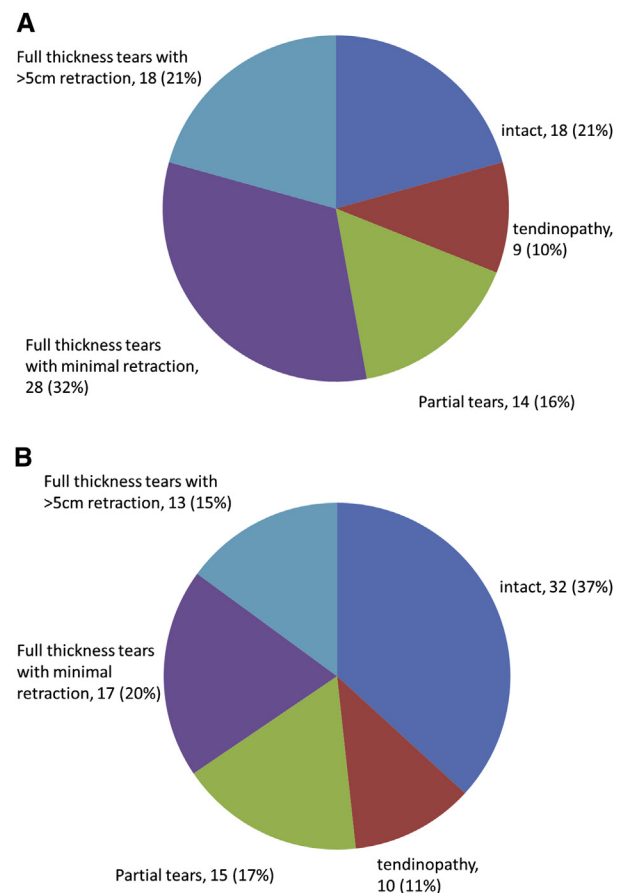 A
Full thickness tears with
>5cm retraction, 18 (21%)
intact, 18 (21%)
tendinopathy,
9 (10%)
Full thickness tears
with minimal retraction,
28 (32%)
Partial tears, 14 (16%)
B
Full thickness tears with
>5cm retraction, 13 (15%)
intact, 32 (37%)
Full thickness tears
with minimal
retraction, 17 (20%)
Partial tears, 15 (17%)
tendinopathy,
10 (11%)